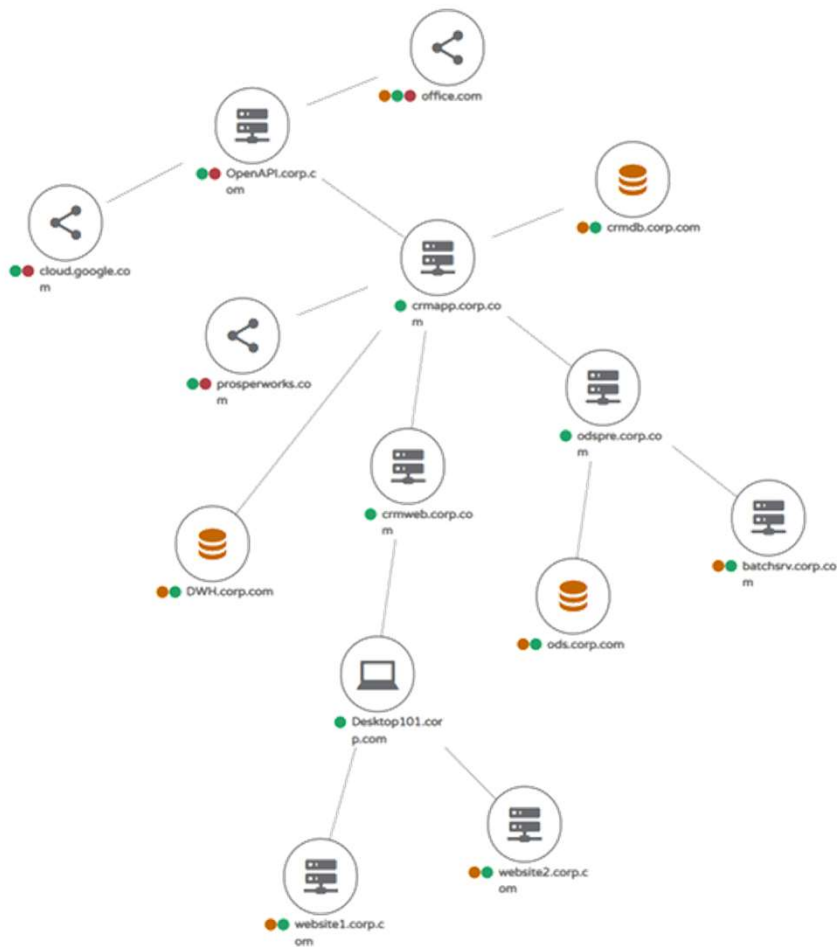 office.com
OpenAPI.corp.c
om
crmdb.corp.com
cloud.google.co
m
crmapp.corp.co
m
prosperworks.co
m
odspre.corp.co
m
crmweb.corp.co
m
batchsrv.corp.co
m
DWH.corp.com
ods.corp.com
Desktop101.cor
p.com
website2.corp.c
om
website1.corp.c
om